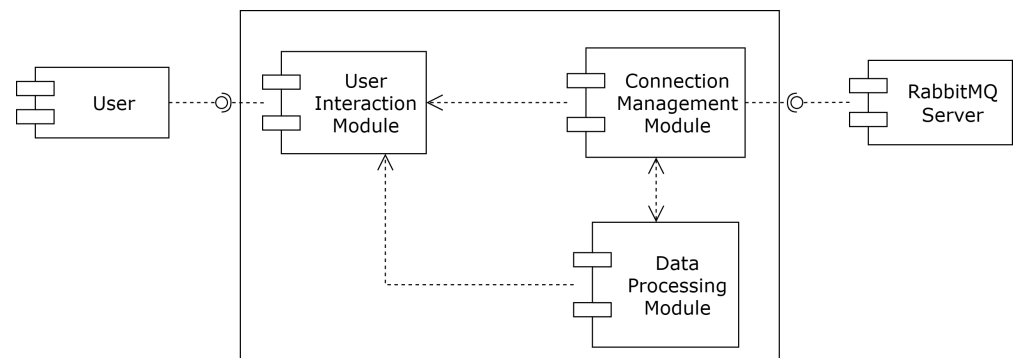 User
User
Interaction
Module
Connection
Management
Module
RabbitMQ
Server
Data
Processing
Module